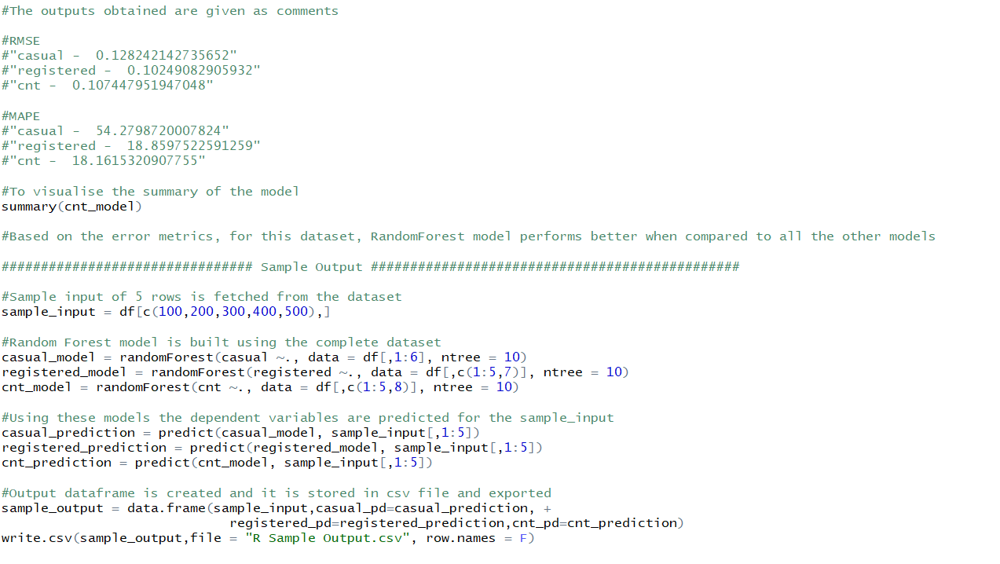 #The outputs obtained are given as comments
#RMSE
#"casual -  0.128242142735652"
#"registered -  0.10249082905932"
#"cnt -  0.107447951947048"
#MAPE
#"casual -  54.2798720007824"
#"registered -  18.8597522591259"
#"cnt -  18.1615320907755"
#To visualise the summary of the model
summary(cnt_model)
#Based on the error metrics, for this dataset, RandomForest model performs better when compared to all the other models
################################ Sample Output ###############################################
#Sample input of 5 rows is fetched from the dataset
sample_input = df[c(100,200,300,400,500),]
#Random Forest model is built using the complete dataset
casual_model = randomForest(casual ~., data = df[,1:6], ntree = 10)
registered_model = randomForest(registered ~., data = df[,c(1:5,7)], ntree = 10)
cnt_model = randomForest(cnt ~., data = df[,c(1:5,8)], ntree = 10)
#Using these models the dependent variables are predicted for the sample_input
casual_prediction = predict(casual_model, sample_input[,1:5])
registered_prediction = predict(registered_model, sample_input[,1:5])
cnt_prediction = predict(cnt_model, sample_input[,1:5])
#Output dataframe is created and it is stored in csv file and exported
sample_output = data.frame(sample_input,casual_pd=casual_prediction, +
                             registered_pd=registered_prediction,cnt_pd=cnt_prediction)
write.csv(sample_output,file = "R Sample Output.csv", row.names = F)